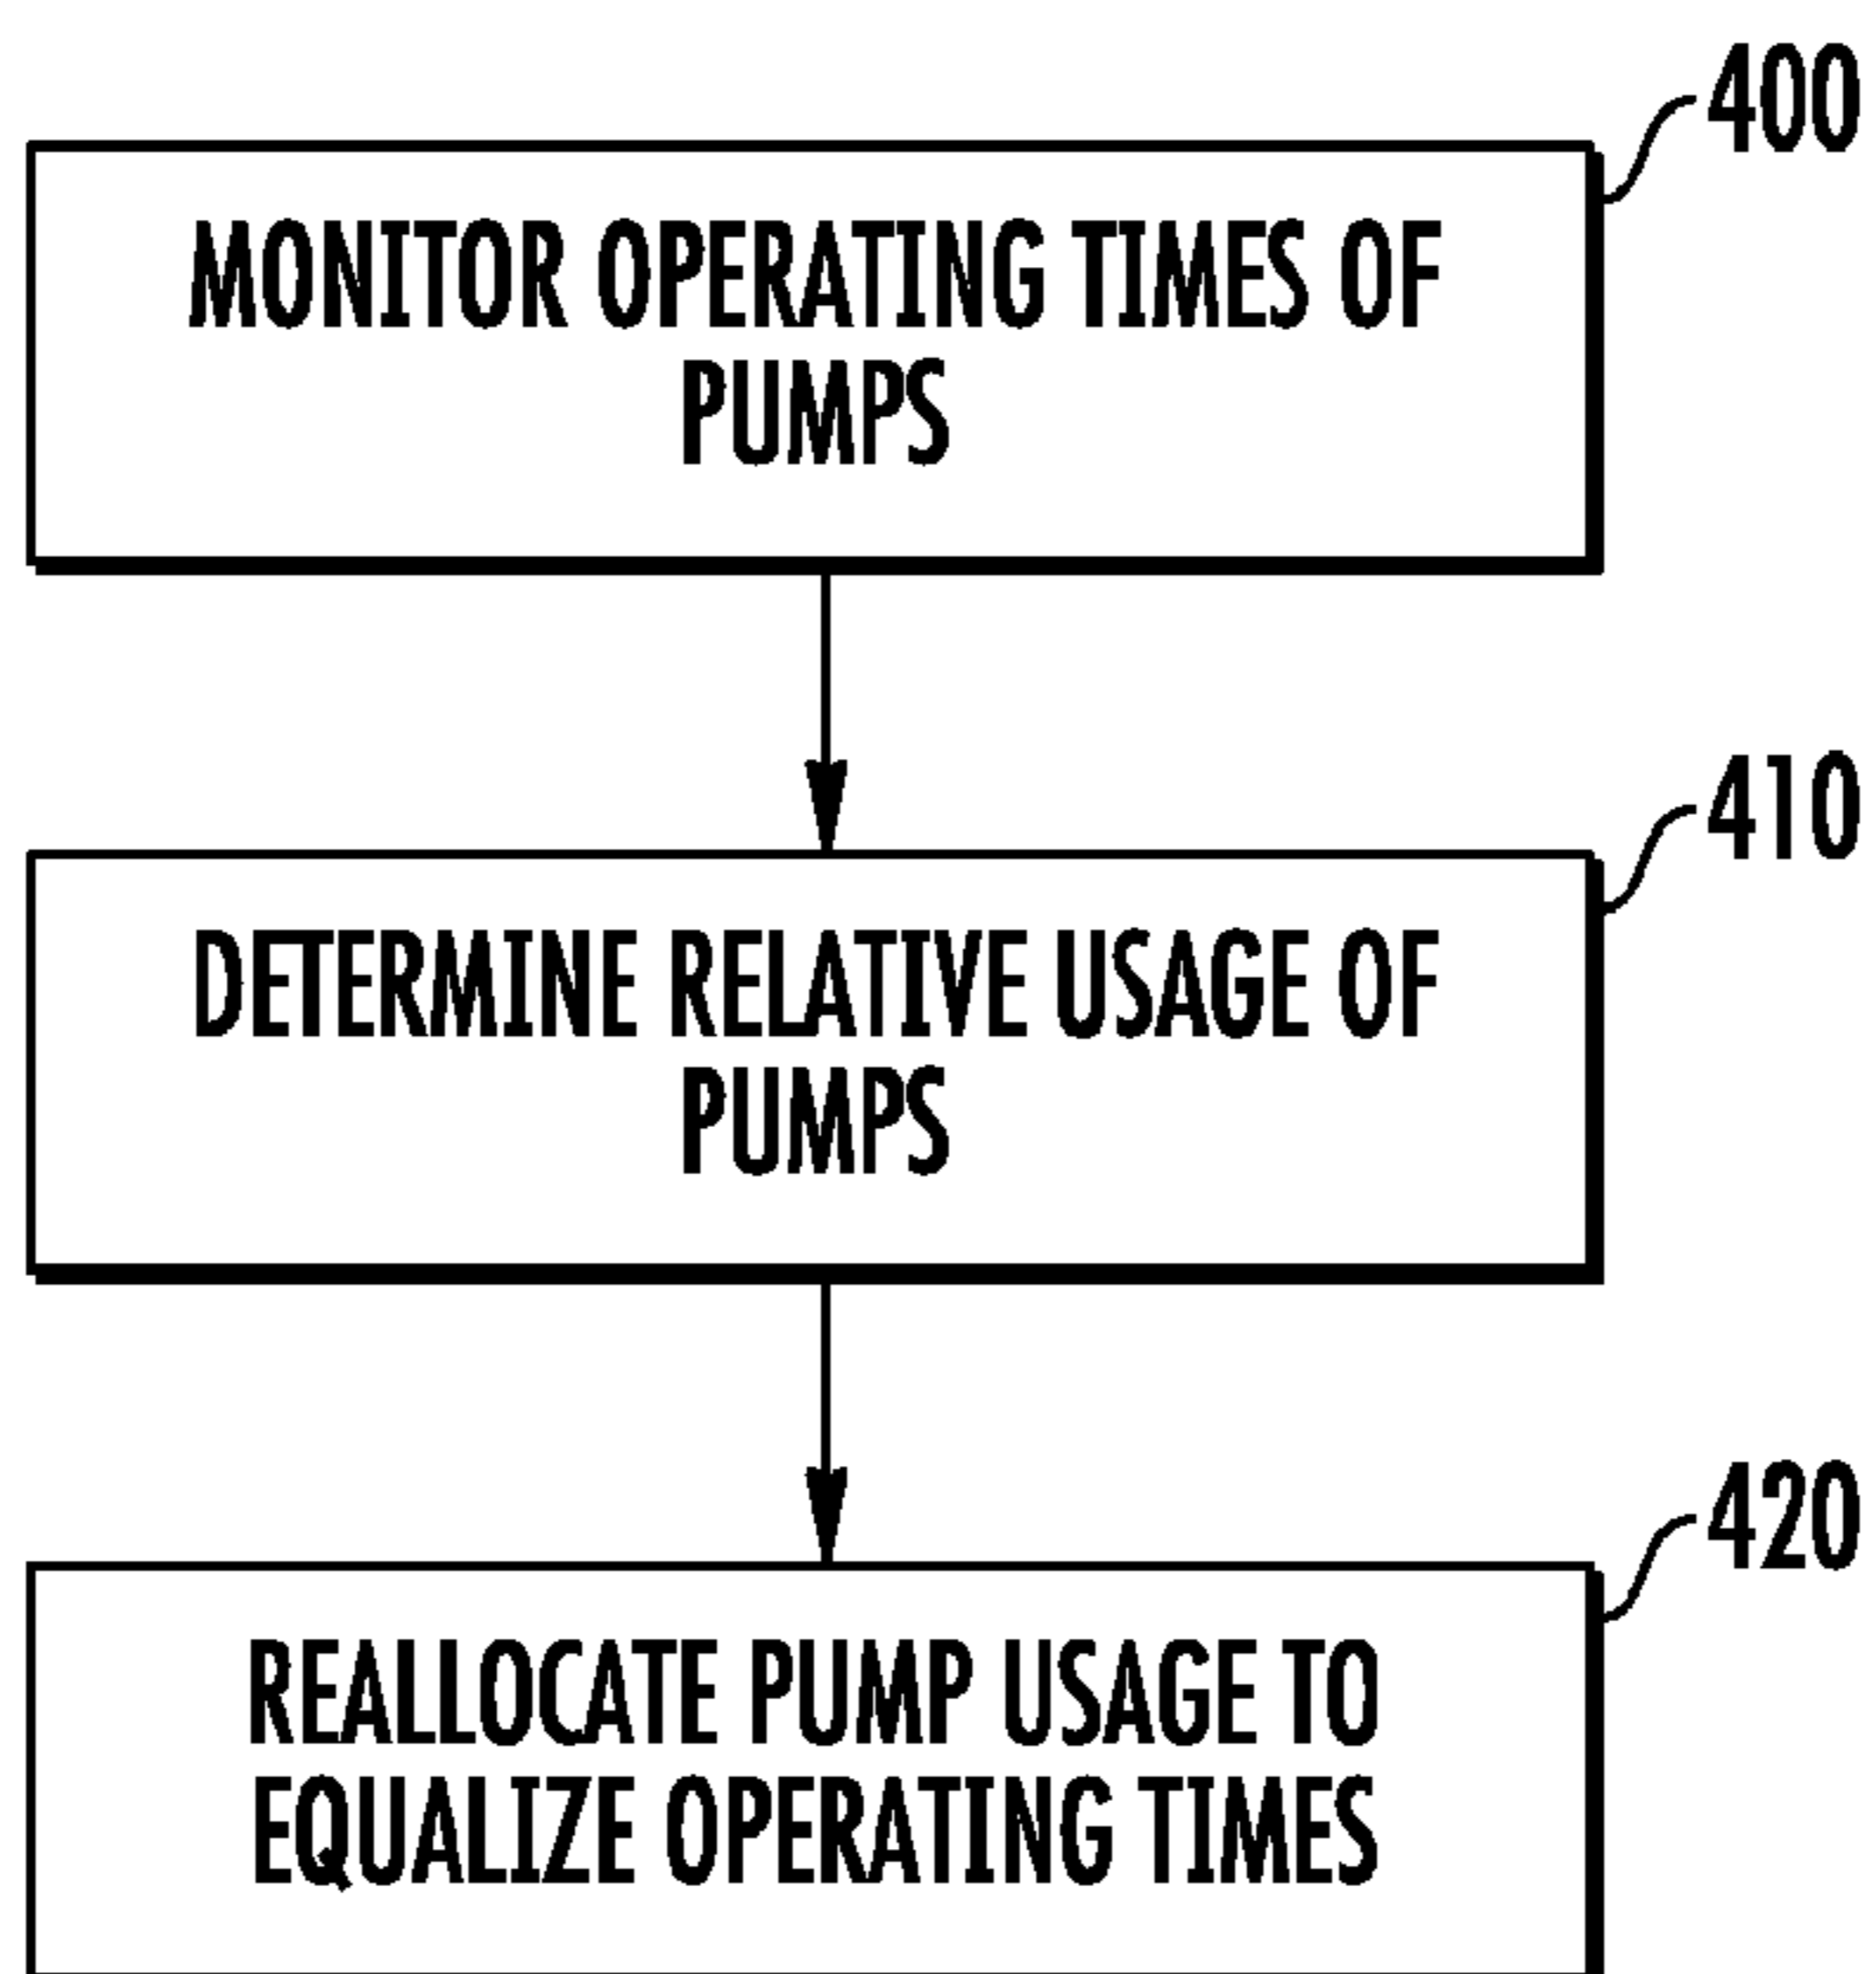 400
MONITOR OPERATING TIMES OF
PUMPS
410
DETERMINE RELATIVE USAGE OF
PUMPS
420
REALLOCATE PUMP USAGE TO
EQUALIZE OPERATING TIMES